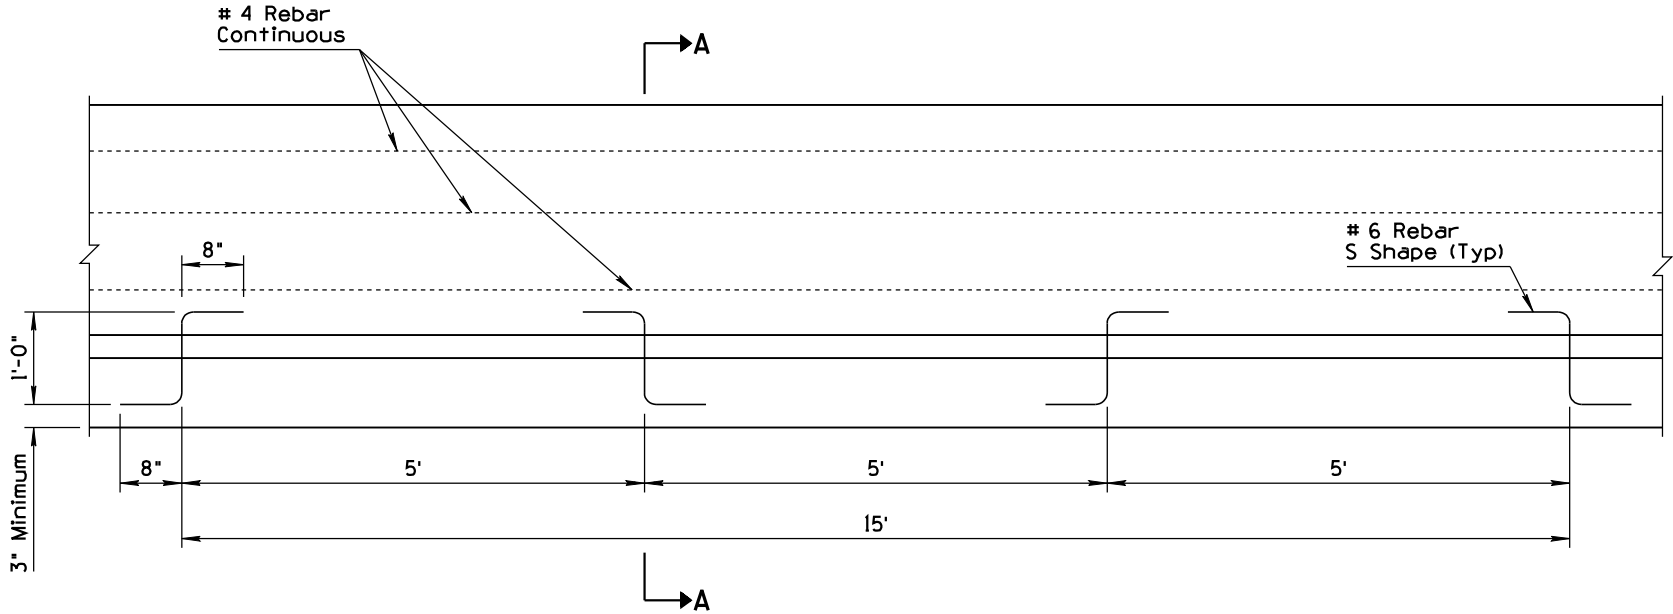 # 4 Rebar
Continuous
A
# 6 Rebar
S Shape (Typ)
8"
1'-0"
8"
5'
5'
5'
3" Minimum
15'
A